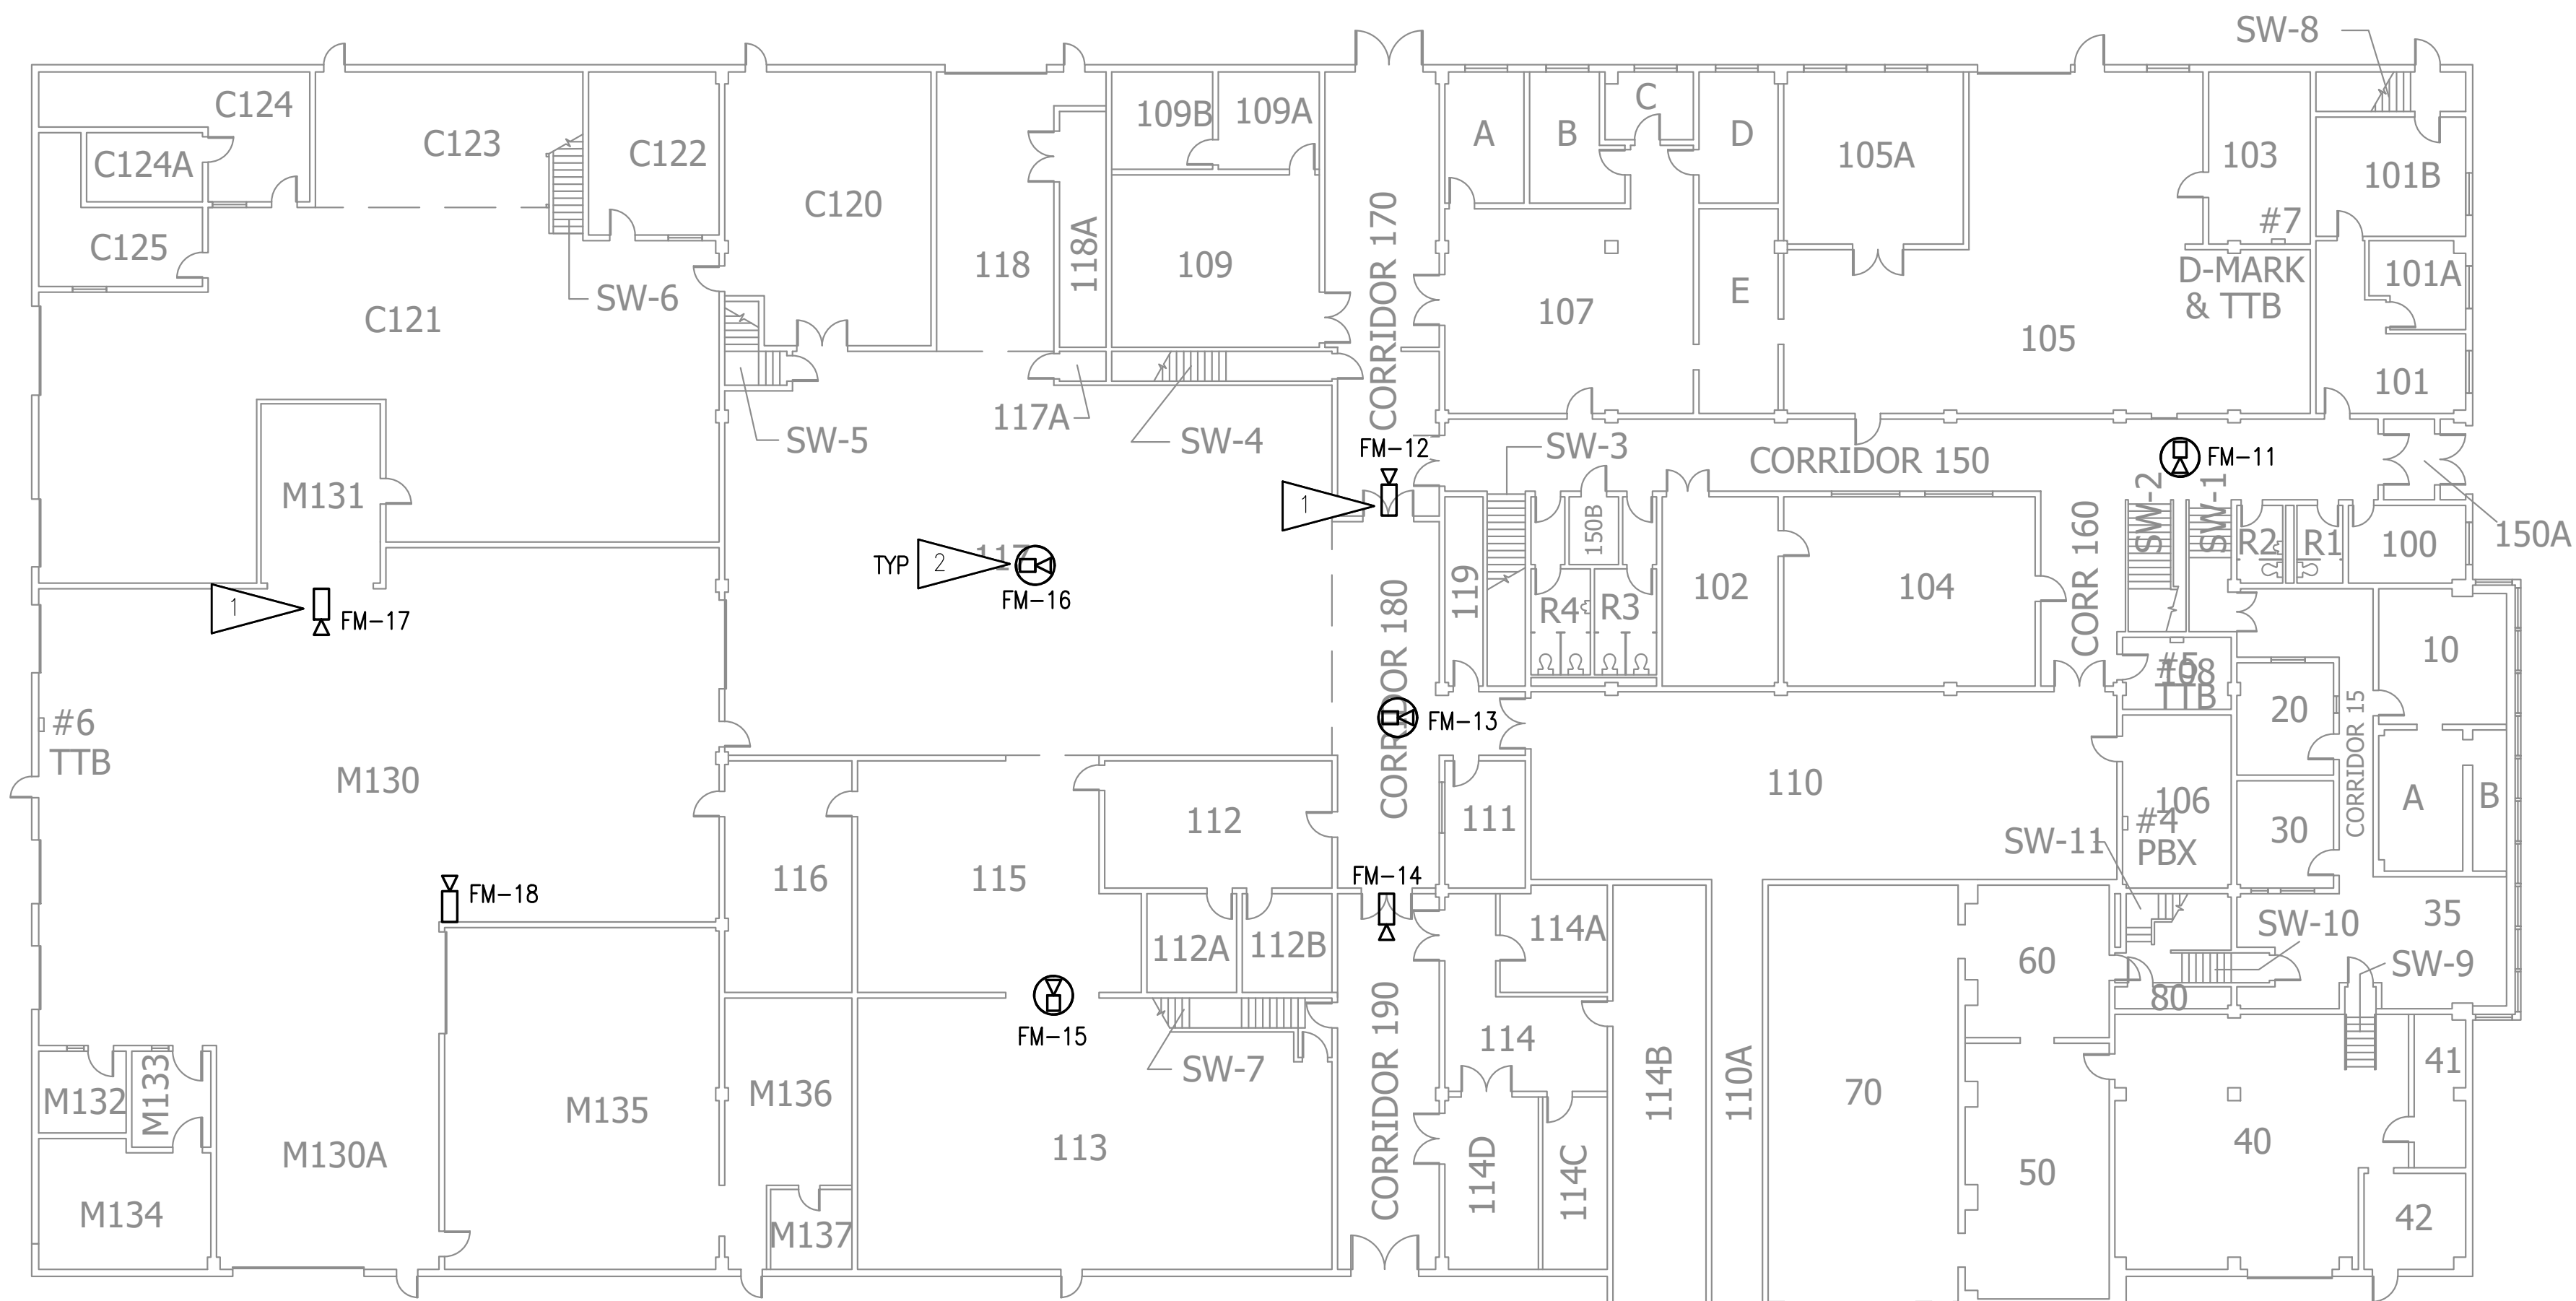 SW-8
C124
C123
C124A
C122
C125
C120
C121
SW-6
118
118A
109B
109A
109
CORRIDOR 170
A
B
C
D
E
107
105A
105
103
#7
D-MARK
& TTB
101B
101A
101
117A
SW-5
SW-4
SW-3
CORRIDOR 150
FM-12
1
FM-11
M131
TYP
2
117
FM-16
1
FM-17
CORRIDOR 180
119
150B
R4
R3
102
104
CORR 160
SW-2
SW-1
R2
R1
100
150A
#5
108
TTB
10
20
CORRIDOR 15
#6
TTB
M130
FM-13
110
106
#4
PBX
30
A
B
112
111
SW-11
116
115
FM-14
FM-18
112A
112B
114A
60
SW-10
35
SW-9
80
FM-15
SW-7
CORRIDOR 190
114
114B
110A
70
41
M132
M133
M135
M136
M130A
113
114D
114C
50
40
M134
M137
42